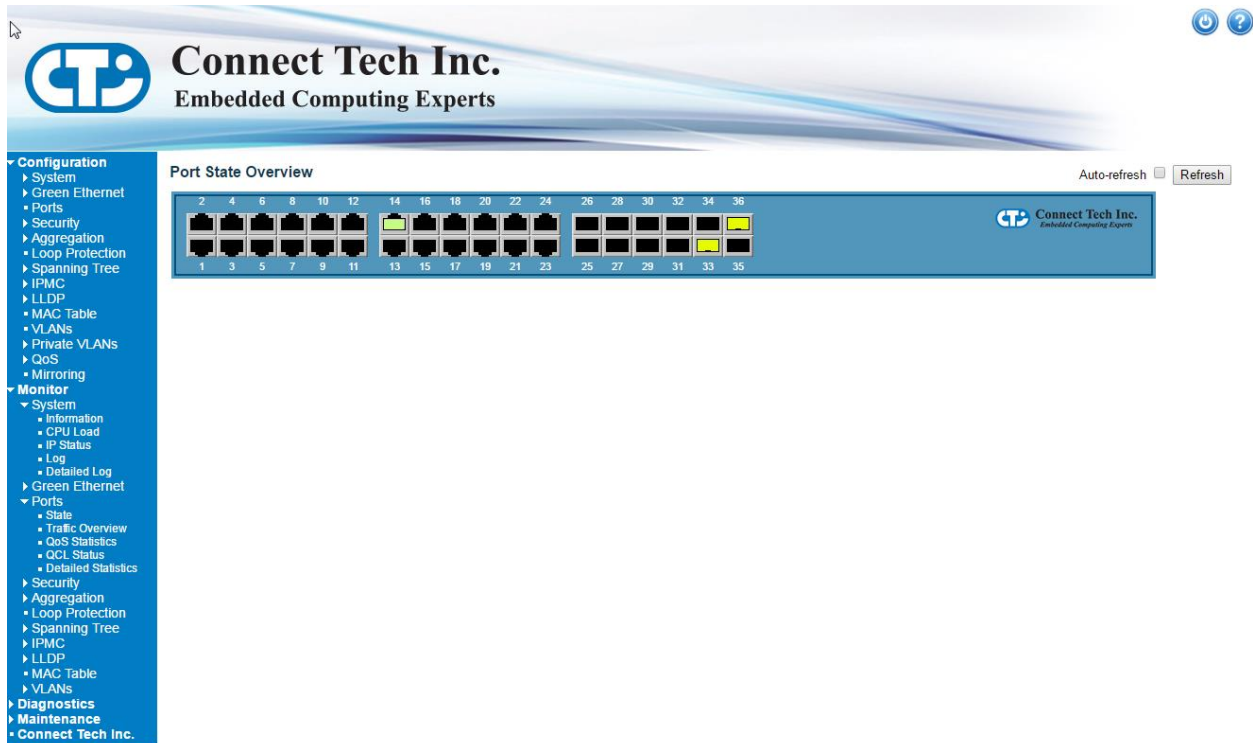 Connect Tech Inc.
Embedded Computing Experts
Configuration
System
Green Ethernet
Ports
Security
Aggregation
Loop Protection
Spanning Tree
IPMC
LLDP
MAC Table
VLANs
Private VLANs
QoS
Mirroring
Monitor
System
Information
CPU Load
IP Status
Log
Detailed Log
Green Ethernet
Ports
State
Traffic Overview
QoS Statistics
QCL Status
Detailed Statistics
Security
Aggregation
Loop Protection
Spanning Tree
IPMC
LLDP
MAC Table
VLANs
Diagnostics
Maintenance
Connect Tech Inc.
Port State Overview
Auto-refresh Refresh
2 4 6 8 10 12 14 16 18 20 22 24 26 28 30 32 34 36
1 3 5 7 9 11 13 15 17 19 21 23 25 27 29 31 33 35
CTi Connect Tech Inc.
Embedded Computing Experts